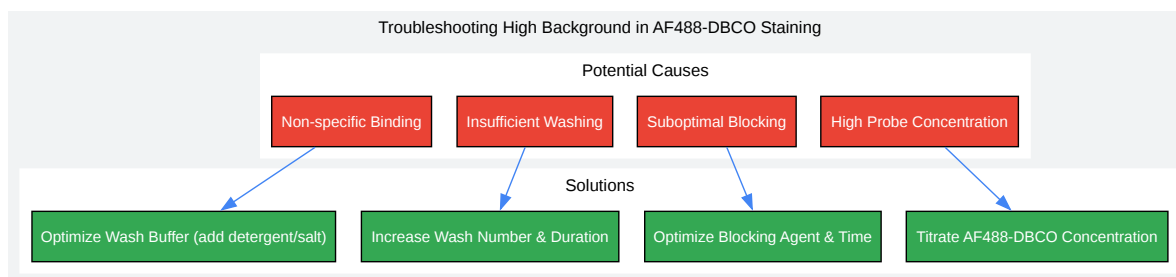 Troubleshooting High Background in AF488-DBCO Staining
Potential Causes
Non-specific Binding
Insufficient Washing
Suboptimal Blocking
High Probe Concentration
Solutions
Optimize Wash Buffer (add detergent/salt)
Increase Wash Number & Duration
Optimize Blocking Agent & Time
Titrate AF488-DBCO Concentration